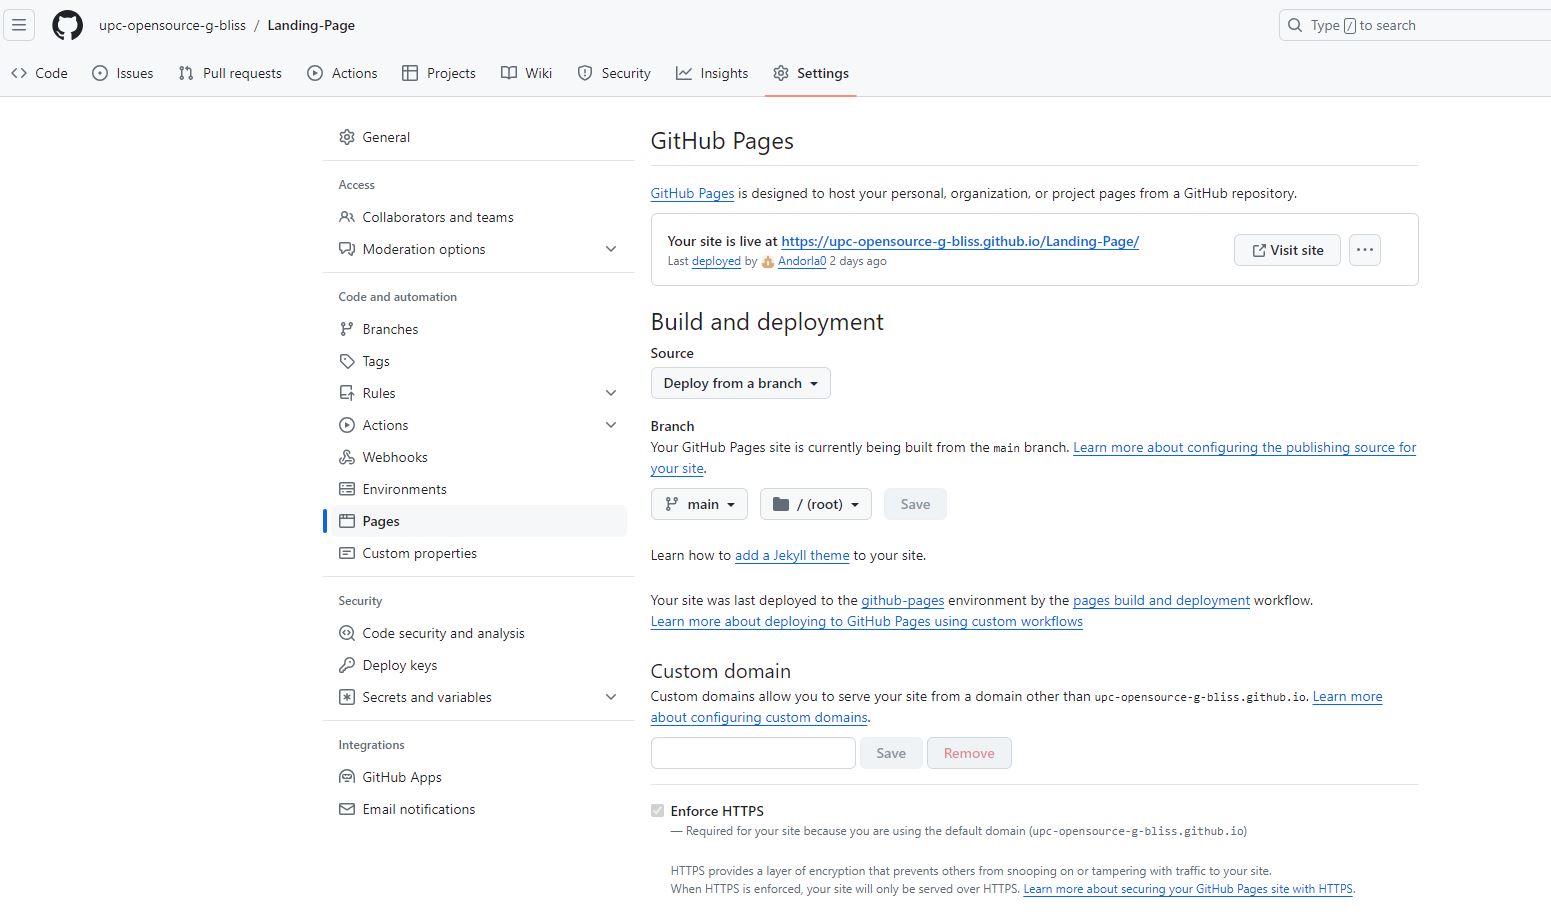 upc-opensource-g-bliss / Landing-Page
Type / to search
Code Issues Pull requests Actions Projects Wiki Security Insights Settings
General
Access
Collaborators and teams
Moderation options
Code and automation
Branches
Tags
Rules
Actions
Webhooks
Environments
Pages
Custom properties
Security
Code security and analysis
Deploy keys
Secrets and variables
Integrations
GitHub Apps
Email notifications
GitHub Pages
GitHub Pages is designed to host your personal, organization, or project pages from a GitHub repository.
Your site is live at https://upc-opensource-g-bliss.github.io/Landing-Page/
Last deployed by Andorla0 2 days ago
Visit site
Build and deployment
Source
Deploy from a branch
Branch
Your GitHub Pages site is currently being built from the main branch. Learn more about configuring the publishing source for
your site.
main / (root) Save
Learn how to add a Jekyll theme to your site.
Your site was last deployed to the github-pages environment by the pages build and deployment workflow.
Learn more about deploying to GitHub Pages using custom workflows
Custom domain
Custom domains allow you to serve your site from a domain other than upc-opensource-g-bliss.github.io. Learn more
about configuring custom domains.
Save Remove
Enforce HTTPS
— Required for your site because you are using the default domain (upc-opensource-g-bliss.github.io)
HTTPS provides a layer of encryption that prevents others from snooping on or tampering with traffic to your site.
When HTTPS is enforced, your site will only be served over HTTPS. Learn more about securing your GitHub Pages site with HTTPS.